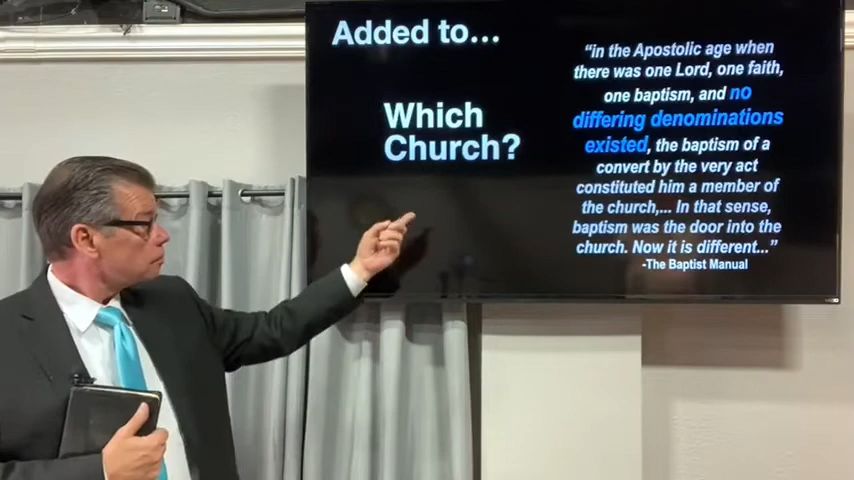 Added to...
Which
Church?
“in the Apostolic age when
there was one Lord, one faith,
one baptism, and no
differing denominations
existed, the baptism of a
convert by the very act
constituted him a member of
the church,... In that sense,
baptism was the door into the
church. Now it is different...”
-The Baptist Manual